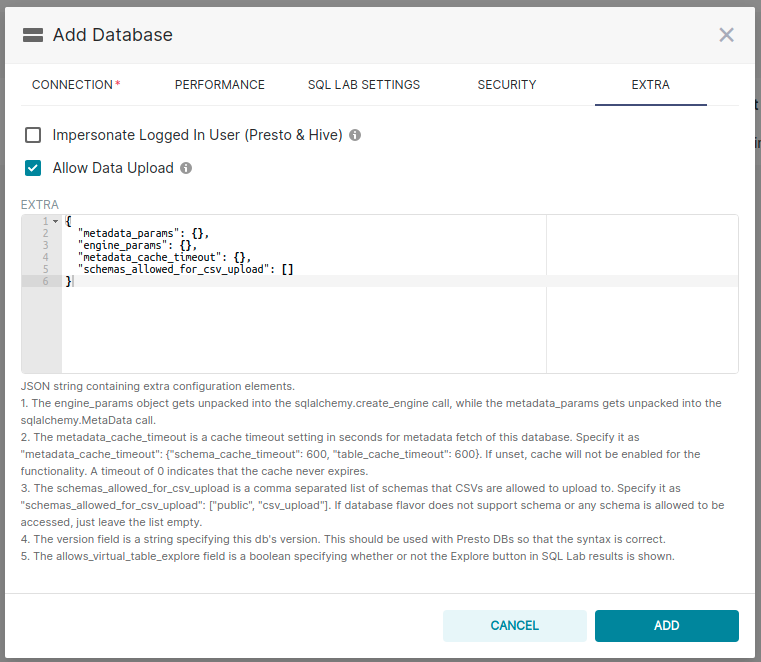 Add Database
CONNECTION * PERFORMANCE SQL LAB SETTINGS SECURITY EXTRA
Impersonate Logged In User (Presto & Hive)
Allow Data Upload
EXTRA
1 {
2 "metadata_params": {},
3 "engine_params": {},
4 "metadata_cache_timeout": {},
5 "schemas_allowed_for_csv_upload": []
6 }
JSON string containing extra configuration elements.
1. The engine_params object gets unpacked into the sqlalchemy.create_engine call, while the metadata_params gets unpacked into the
sqlalchemy.MetaData call.
2. The metadata_cache_timeout is a cache timeout setting in seconds for metadata fetch of this database. Specify it as
"metadata_cache_timeout": {"schema_cache_timeout": 600, "table_cache_timeout": 600}. If unset, cache will not be enabled for the
functionality. A timeout of 0 indicates that the cache never expires.
3. The schemas_allowed_for_csv_upload is a comma separated list of schemas that CSVs are allowed to upload to. Specify it as
"schemas_allowed_for_csv_upload": ["public", "csv_upload"]. If database flavor does not support schema or any schema is allowed to be
accessed, just leave the list empty.
4. The version field is a string specifying this db's version. This should be used with Presto DBs so that the syntax is correct.
5. The allows_virtual_table_explore field is a boolean specifying whether or not the Explore button in SQL Lab results is shown.
CANCEL ADD